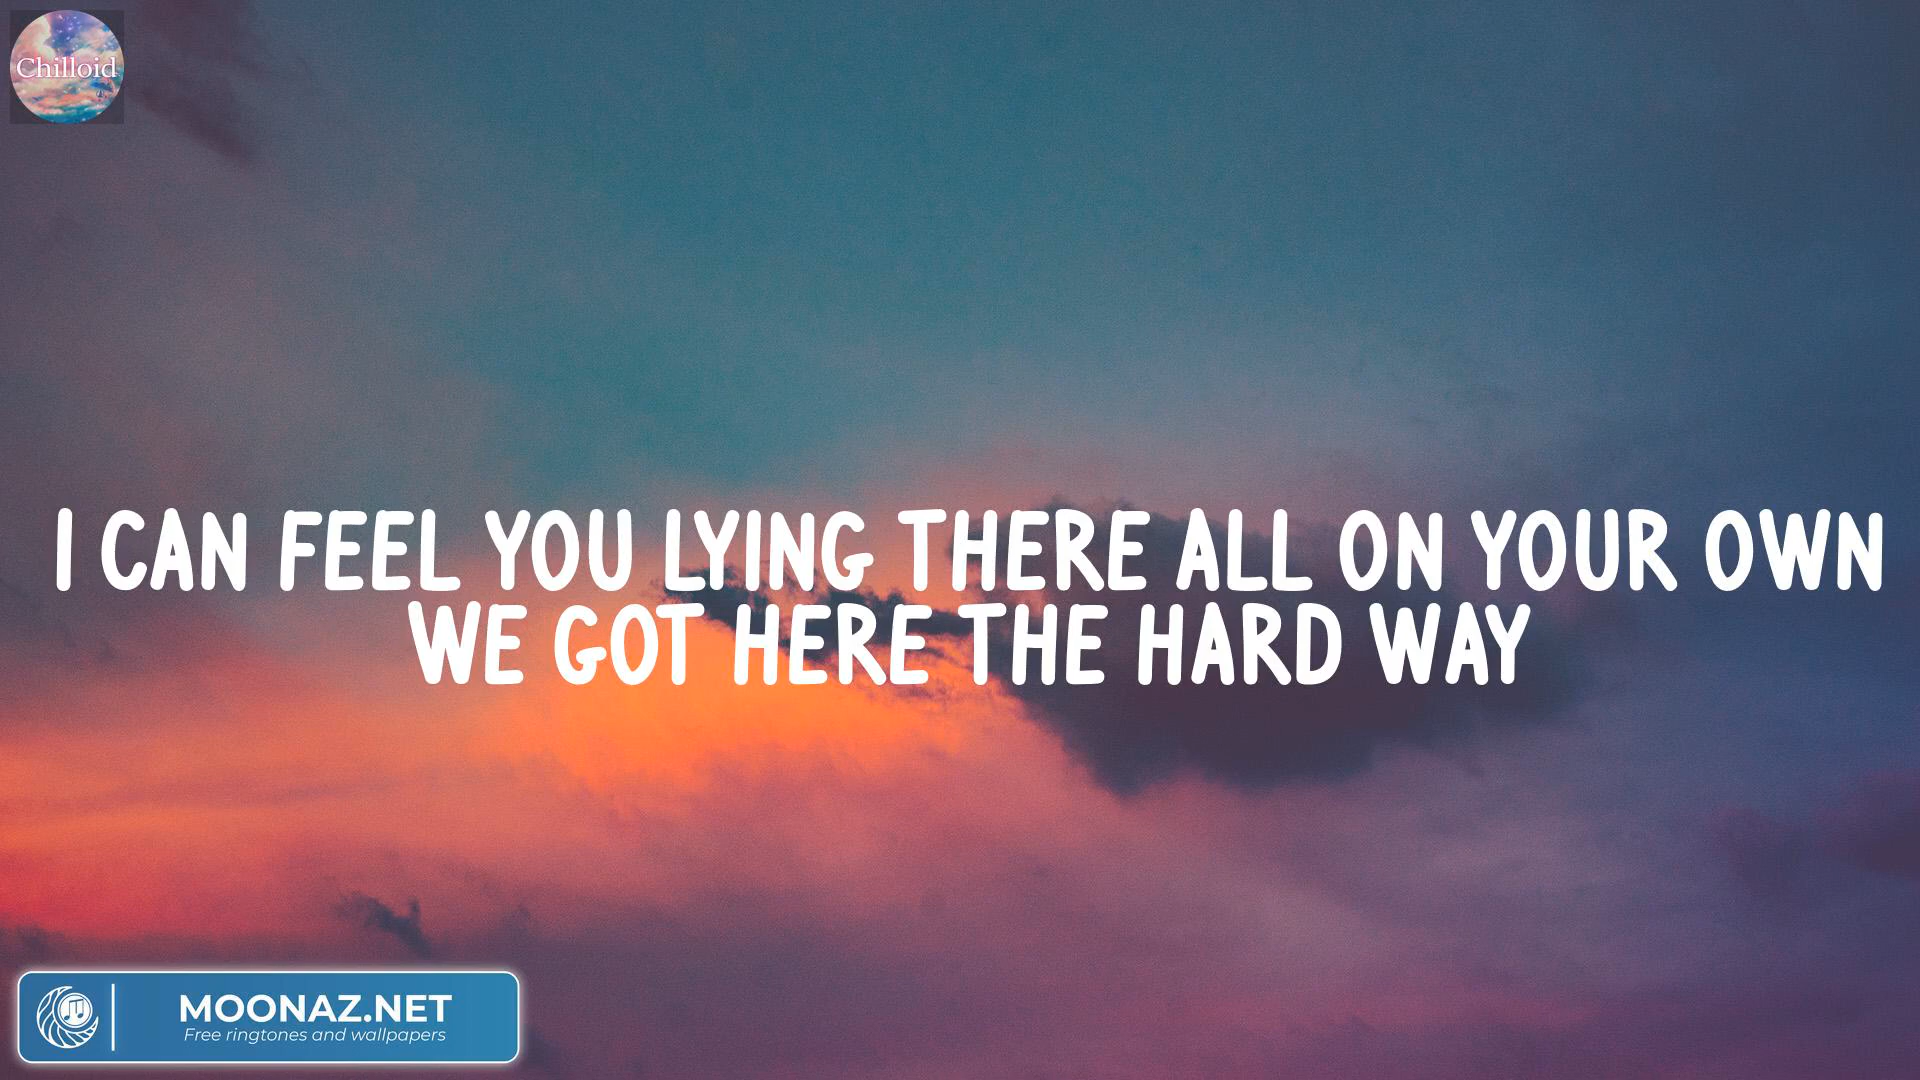 Chilloid
I CAN FEEL YOU LYING THERE ALL ON YOUR OWN
WE GOT HERE THE HARD WAY
MOONAZ.NET
Free ringtones and wallpapers